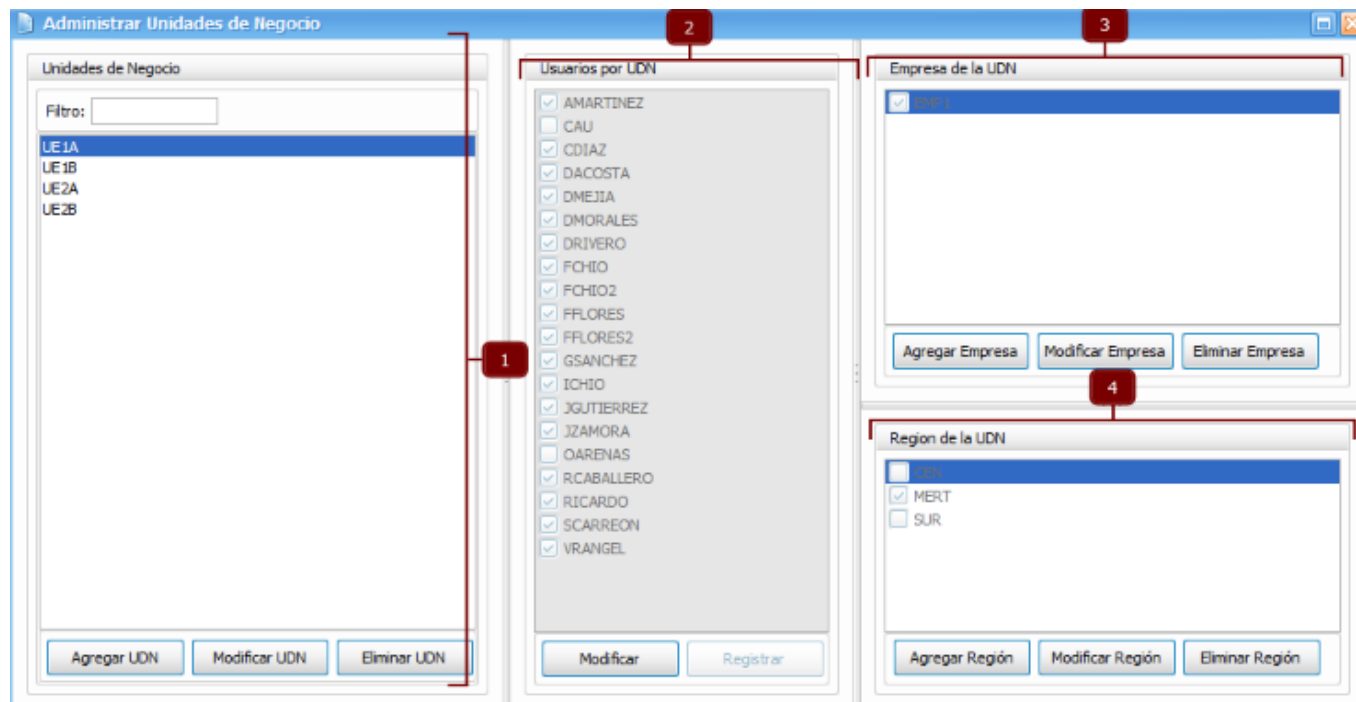 Administrar Unidades de Negocio
2
3
Unidades de Negocio
Filtro:
UE1A
UE1B
UE2A
UE2B
1
Agregar UDN
Modificar UDN
Eliminar UDN
Usuarios por UDN
AMARTINEZ
CAU
CDIAZ
DACOSTA
DMEJIA
DMORALES
DRIVERO
FCHIO
FCHIO2
FFLORES
FFLORES2
GSANCHEZ
ICHIO
JGUTIERREZ
JZAMORA
OARENAS
RCABALLERO
RICARDO
SCARREON
VRANGEL
Modificar
Registrar
Empresa de la UDN
EMP1
Agregar Empresa
Modificar Empresa
Eliminar Empresa
4
Region de la UDN
CEN
MERT
SUR
Agregar Región
Modificar Región
Eliminar Región